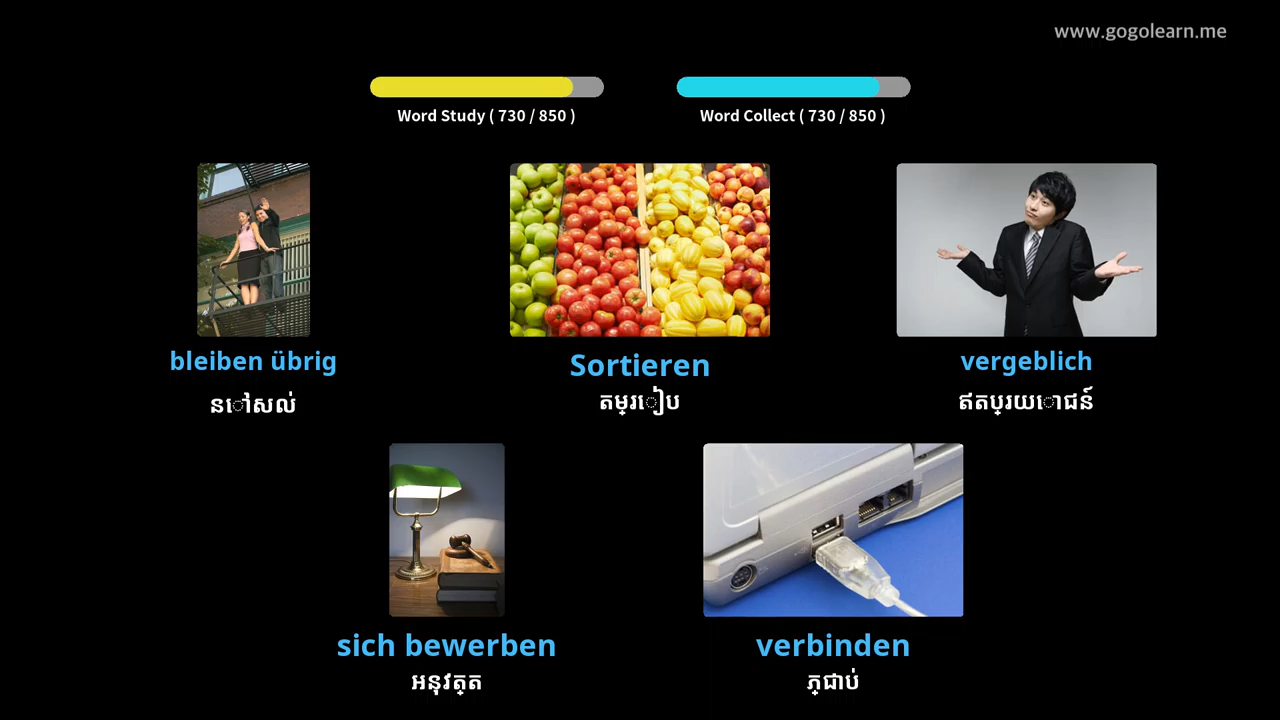 www.gogolearn.me
Word Study ( 730 / 850 )
Word Collect ( 730 / 850 )
bleiben übrig
Sortieren
vergeblich
នៅសល់
តម្រៀប
ឥតប្រយោជន៍
sich bewerben
verbinden
អនុវត្ត
ភ្ជាប់